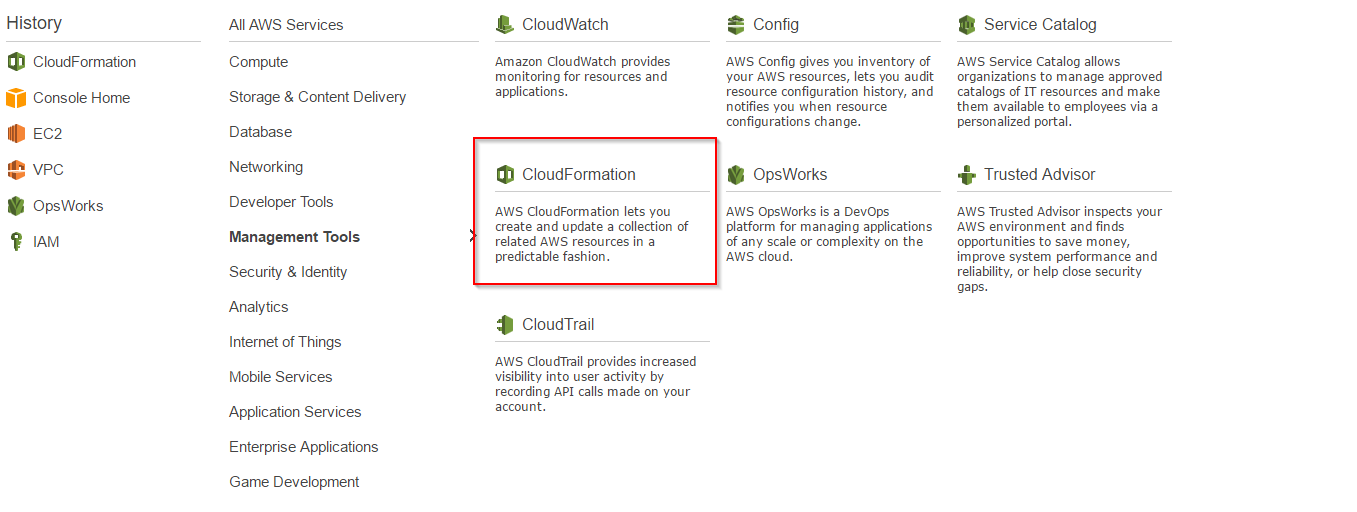 History
CloudFormation
Console Home
EC2
VPC
OpsWorks
IAM
All AWS Services
Compute
Storage & Content Delivery
Database
Networking
Developer Tools
Management Tools
Security & Identity
Analytics
Internet of Things
Mobile Services
Application Services
Enterprise Applications
Game Development
CloudWatch
Amazon CloudWatch provides
monitoring for resources and
applications.
Config
AWS Config gives you inventory of
your AWS resources, lets you audit
resource configuration history, and
notifies you when resource
configurations change.
Service Catalog
AWS Service Catalog allows
organizations to manage approved
catalogs of IT resources and make
them available to employees via a
personalized portal.
CloudFormation
AWS CloudFormation lets you
create and update a collection of
related AWS resources in a
predictable fashion.
OpsWorks
AWS OpsWorks is a DevOps
platform for managing applications
of any scale or complexity on the
AWS cloud.
Trusted Advisor
AWS Trusted Advisor inspects your
AWS environment and finds
opportunities to save money,
improve system performance and
reliability, or help close security
gaps.
CloudTrail
AWS CloudTrail provides increased
visibility into user activity by
recording API calls made on your
account.